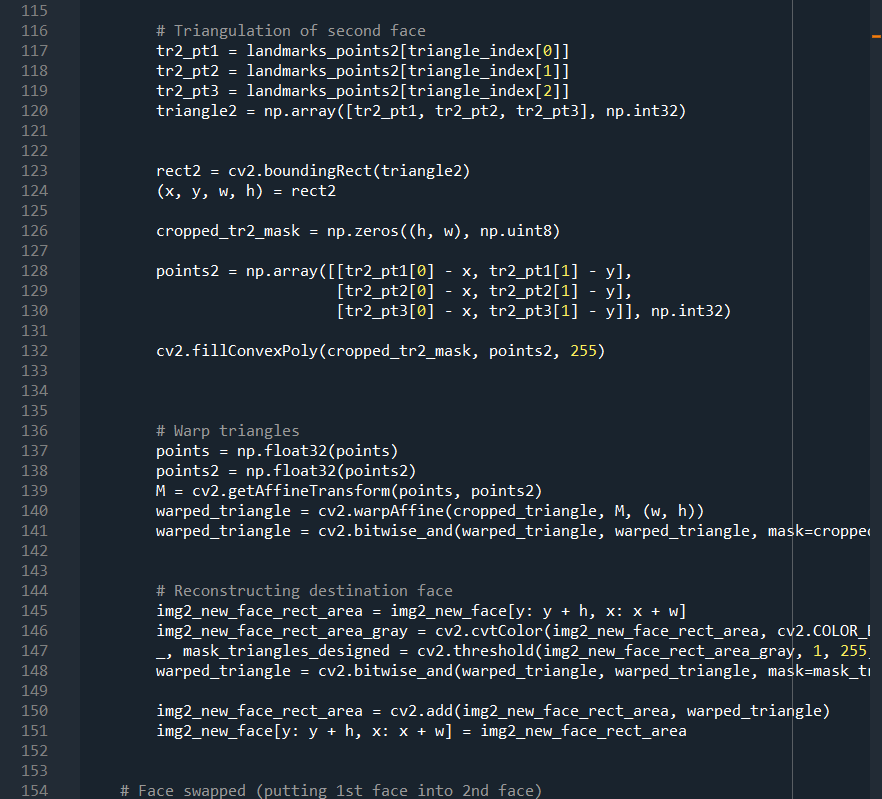 115
116 # Triangulation of second face
117 tr2_pt1 = landmarks_points2[triangle_index[0]]
118 tr2_pt2 = landmarks_points2[triangle_index[1]]
119 tr2_pt3 = landmarks_points2[triangle_index[2]]
120 triangle2 = np.array([tr2_pt1, tr2_pt2, tr2_pt3], np.int32)
121
122
123 rect2 = cv2.boundingRect(triangle2)
124 (x, y, w, h) = rect2
125
126 cropped_tr2_mask = np.zeros((h, w), np.uint8)
127
128 points2 = np.array([[tr2_pt1[0] - x, tr2_pt1[1] - y],
129 [tr2_pt2[0] - x, tr2_pt2[1] - y],
130 [tr2_pt3[0] - x, tr2_pt3[1] - y]], np.int32)
131
132 cv2.fillConvexPoly(cropped_tr2_mask, points2, 255)
133
134
135
136 # Warp triangles
137 points = np.float32(points)
138 points2 = np.float32(points2)
139 M = cv2.getAffineTransform(points, points2)
140 warped_triangle = cv2.warpAffine(cropped_triangle, M, (w, h))
141 warped_triangle = cv2.bitwise_and(warped_triangle, warped_triangle, mask=cropped
142
143
144 # Reconstructing destination face
145 img2_new_face_rect_area = img2_new_face[y: y + h, x: x + w]
146 img2_new_face_rect_area_gray = cv2.cvtColor(img2_new_face_rect_area, cv2.COLOR_
147 _, mask_triangles_designed = cv2.threshold(img2_new_face_rect_area_gray, 1, 255
148 warped_triangle = cv2.bitwise_and(warped_triangle, warped_triangle, mask=mask_t
149
150 img2_new_face_rect_area = cv2.add(img2_new_face_rect_area, warped_triangle)
151 img2_new_face[y: y + h, x: x + w] = img2_new_face_rect_area
152
153
154 # Face swapped (putting 1st face into 2nd face)